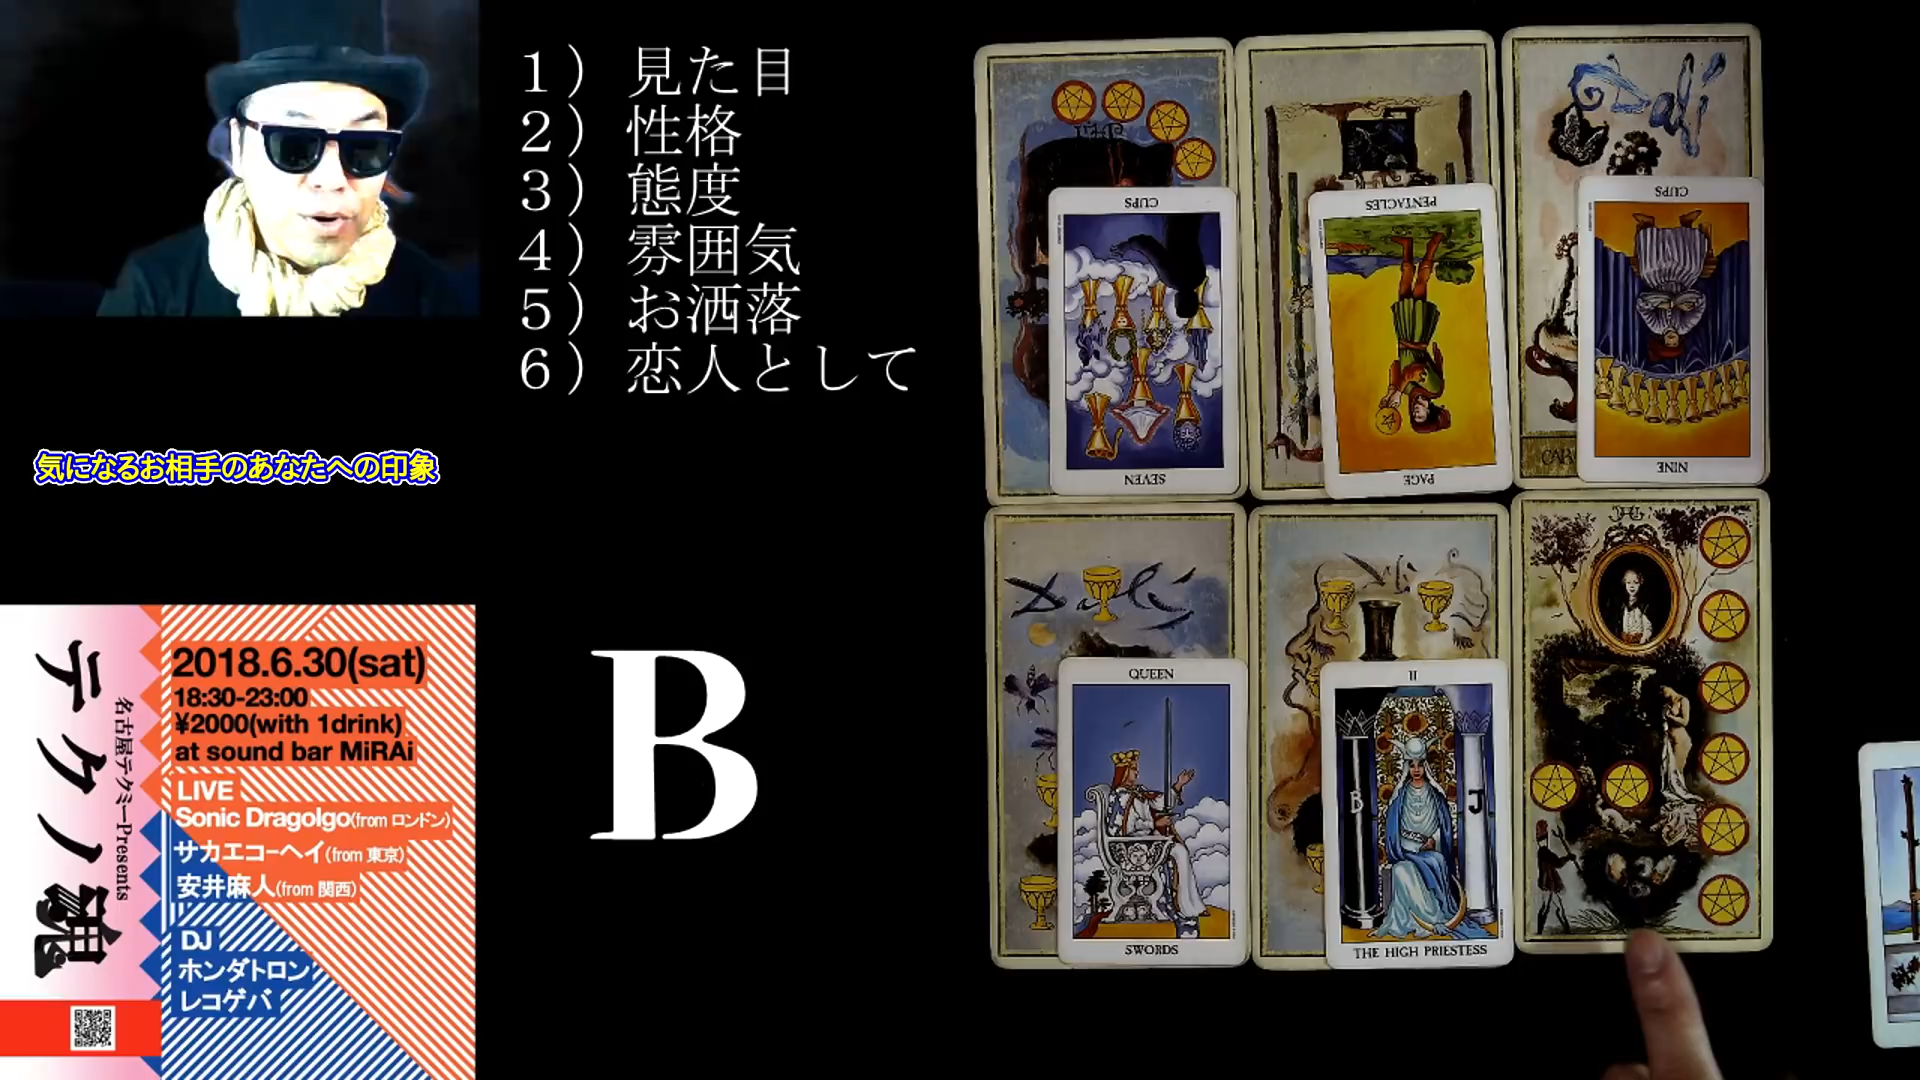 1） 見た目
2） 性格
3） 態度
4） 雰囲気
5） お洒落
6） 恋人として
気になるお相手のあなたへの印象
B
テクノ魂
名古屋テクミーPresents
2018.6.30(sat)
18:30-23:00
¥2000(with 1drink)
at sound bar MiRAi
LIVE
Sonic Dragolgo(from ロンドン)
サカエコーヘイ(from 東京)
安井麻人(from 関西)
DJ
ホンダトロン
レコゲバ
Dalí
CUPS
SEVEN
PENTACLES
PAGE
CUPS
NINE
Dalí
QUEEN
SWORDS
II
B
J
THE HIGH PRIESTESS